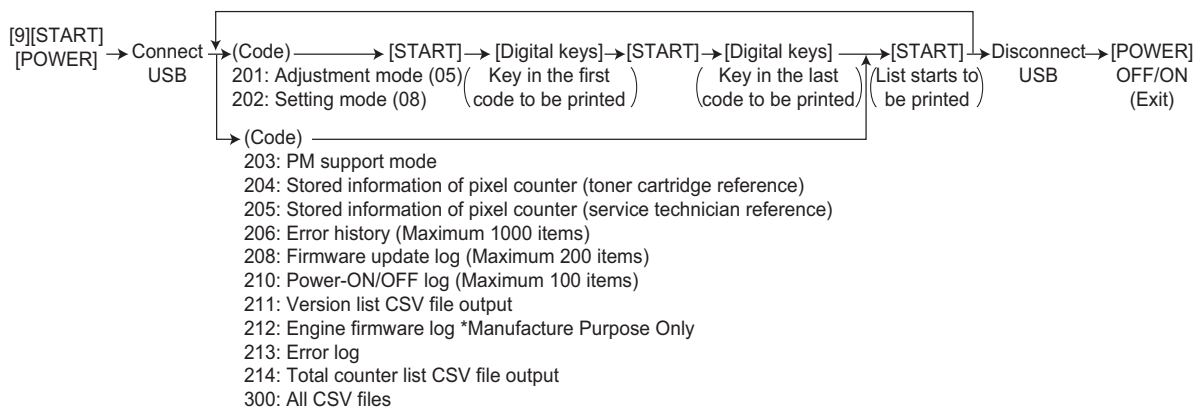 [9][START]
[POWER]
Connect
USB
(Code)
201: Adjustment mode (05)
202: Setting mode (08)
[START]
[Digital keys]
(Key in the first
code to be printed)
[START]
[Digital keys]
(Key in the last
code to be printed)
[START]
(List starts to
be printed)
Disconnect
USB
[POWER]
OFF/ON
(Exit)
(Code)
203: PM support mode
204: Stored information of pixel counter (toner cartridge reference)
205: Stored information of pixel counter (service technician reference)
206: Error history (Maximum 1000 items)
208: Firmware update log (Maximum 200 items)
210: Power-ON/OFF log (Maximum 100 items)
211: Version list CSV file output
212: Engine firmware log *Manufacture Purpose Only
213: Error log
214: Total counter list CSV file output
300: All CSV files